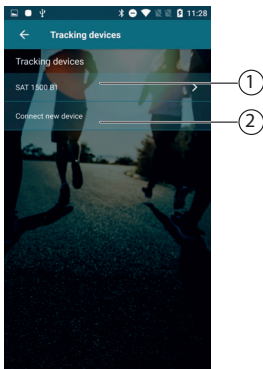 11:28
Tracking devices
Tracking devices
SAT 1500 B1
1
Connect new device
2